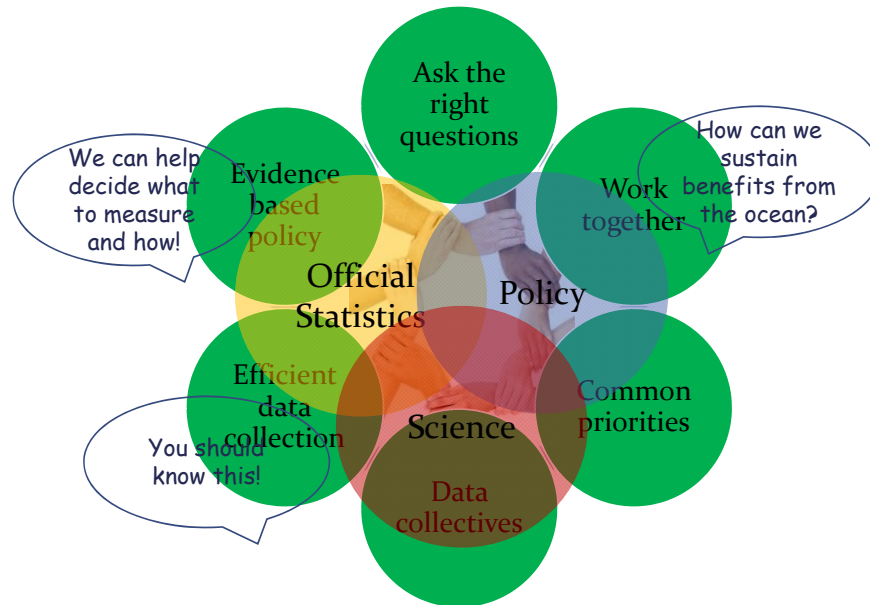 Ask the
right
questions
We can help
decide what
to measure
and how!
Evidence
based
policy
Work
together
How can we
sustain
benefits from
the ocean?
Official
Statistics
Policy
Efficient
data
collection
Common
priorities
You should
know this!
Science
Data
collectives